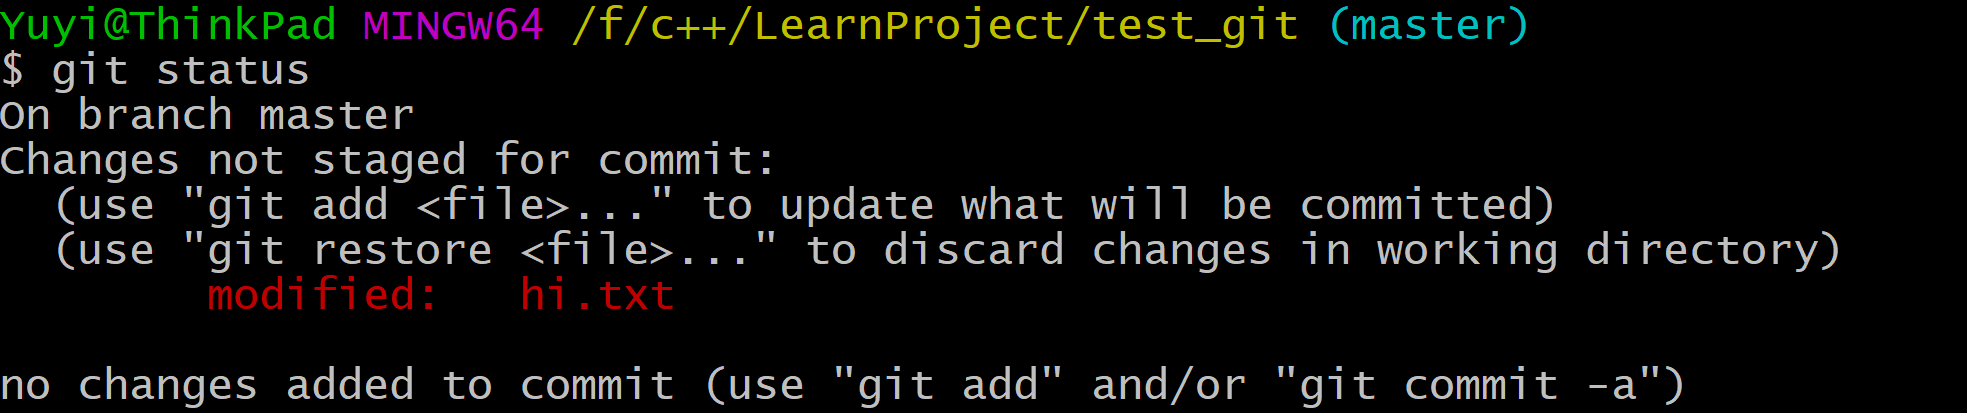 Yuyi@ThinkPad MINGW64 /f/c++/LearnProject/test_git (master)
$ git status
On branch master
Changes not staged for commit:
  (use "git add <file>..." to update what will be committed)
  (use "git restore <file>..." to discard changes in working directory)
        modified:   hi.txt

no changes added to commit (use "git add" and/or "git commit -a")